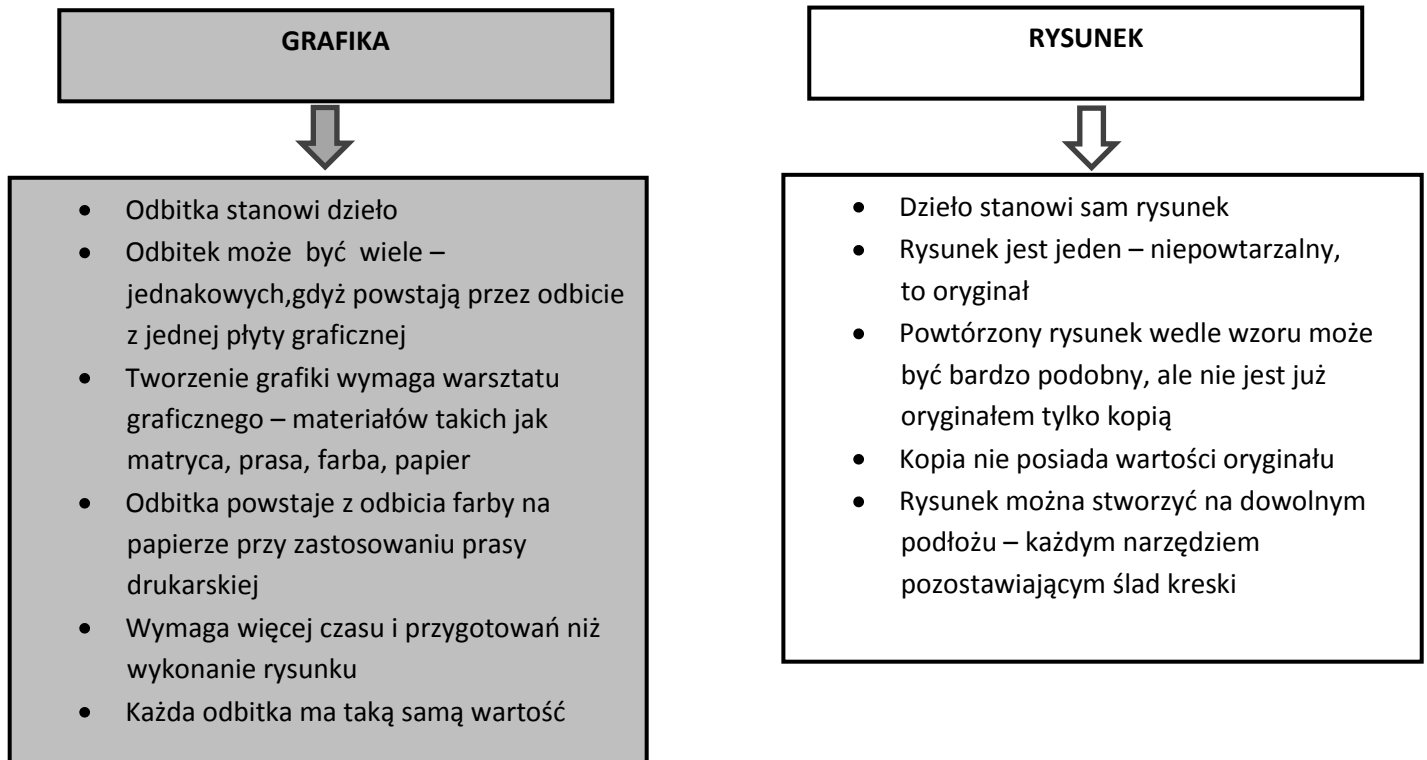 GRAFIKA
• Odbitka stanowi dzieło
• Odbitek może być wiele –
jednakowych,gdyż powstają przez odbicie
z jednej płyty graficznej
• Tworzenie grafiki wymaga warsztatu
graficznego – materiałów takich jak
matryca, prasa, farba, papier
• Odbitka powstaje z odbicia farby na
papierze przy zastosowaniu prasy
drukarskiej
• Wymaga więcej czasu i przygotowań niż
wykonanie rysunku
• Każda odbitka ma taką samą wartość
RYSUNEK
• Dzieło stanowi sam rysunek
• Rysunek jest jeden – niepowtarzalny,
to oryginał
• Powtórzony rysunek wedle wzoru może
być bardzo podobny, ale nie jest już
oryginałem tylko kopią
• Kopia nie posiada wartości oryginału
• Rysunek można stworzyć na dowolnym
podłożu – każdym narzędziem
pozostawiającym ślad kreski